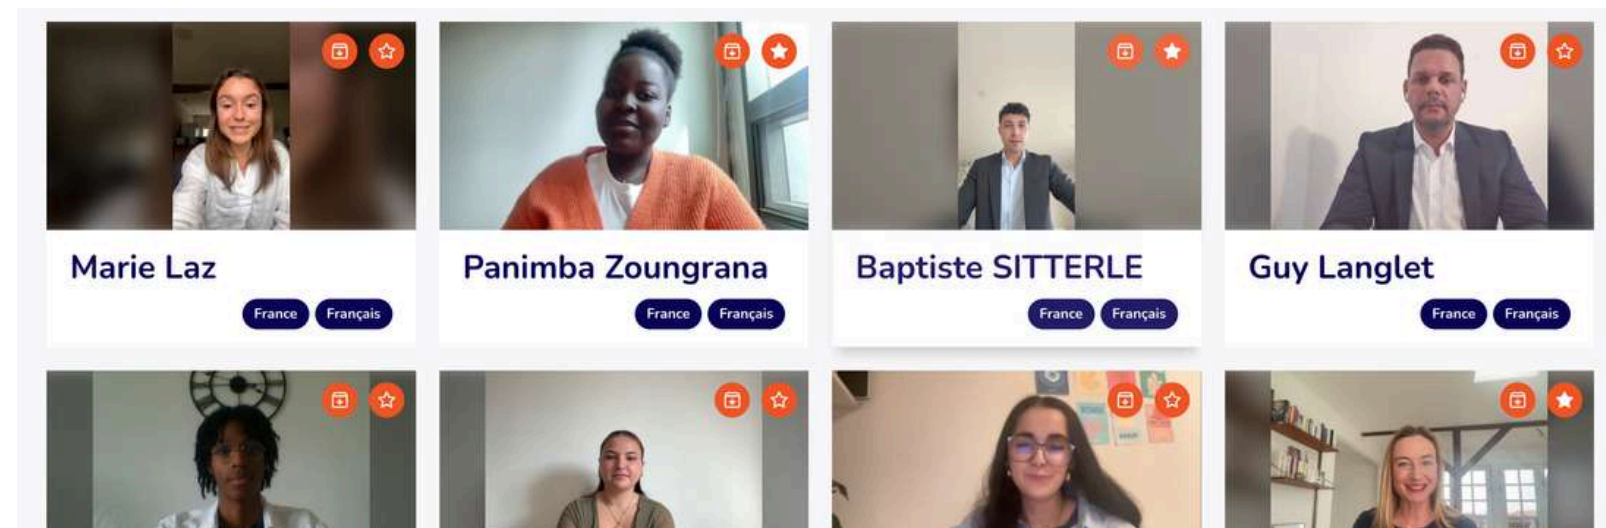 Marie Laz
France Français
Panimba Zoungrana
France Français
Baptiste SITTERLE
France Français
Guy Langlet
France Français